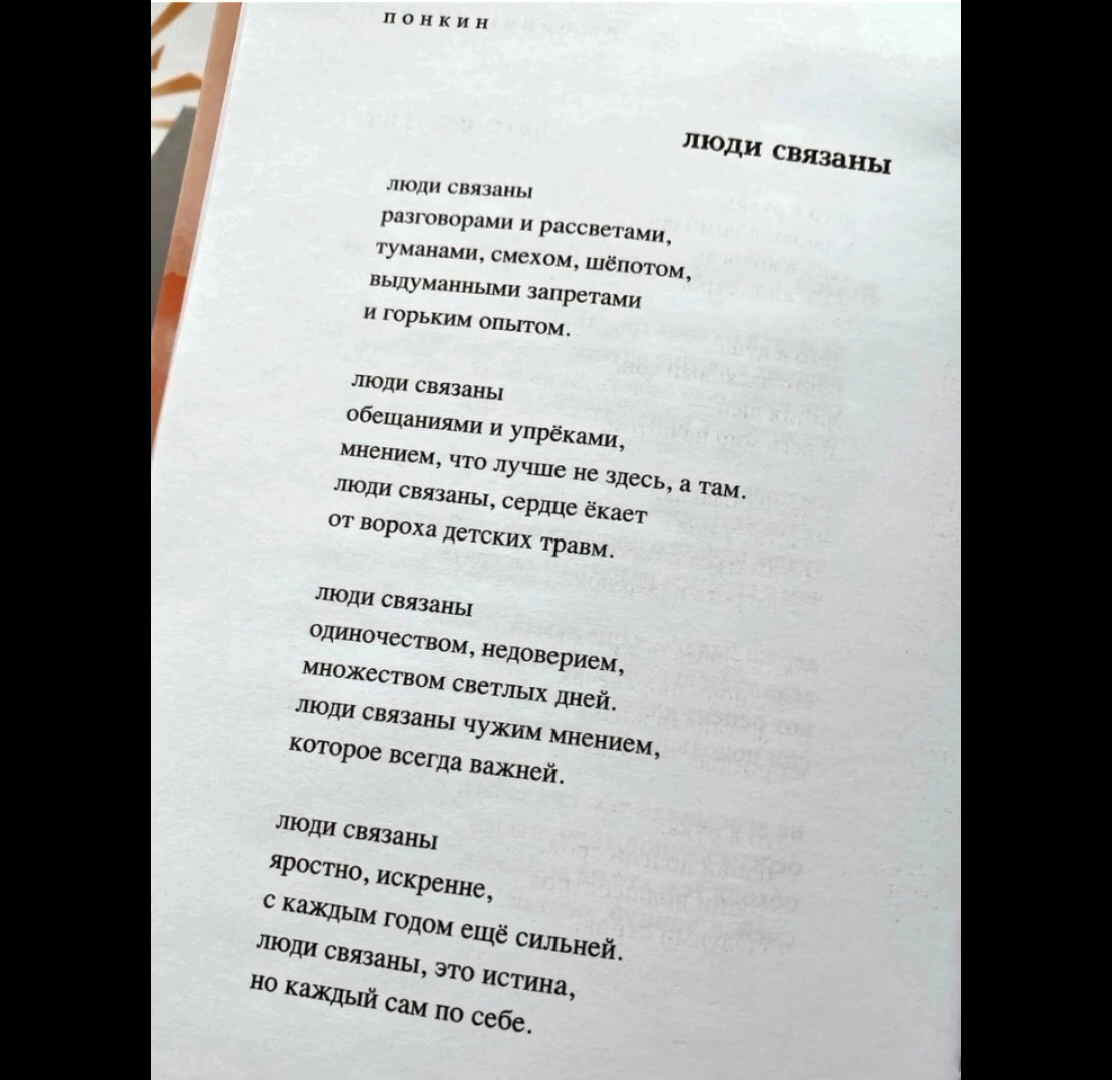 ПОНКИН
люди связаны
люди связаны
разговорами и рассветами,
туманами, смехом, шёпотом,
выдуманными запретами
и горьким опытом.
люди связаны
обещаниями и упрёками,
мнением, что лучше не здесь, а там.
люди связаны, сердце ёкает
от вороха детских травм.
люди связаны
одиночеством, недоверием,
множеством светлых дней.
люди связаны чужим мнением,
которое всегда важней.
люди связаны
яростно, искренне,
с каждым годом ещё сильней.
люди связаны, это истина,
но каждый сам по себе.